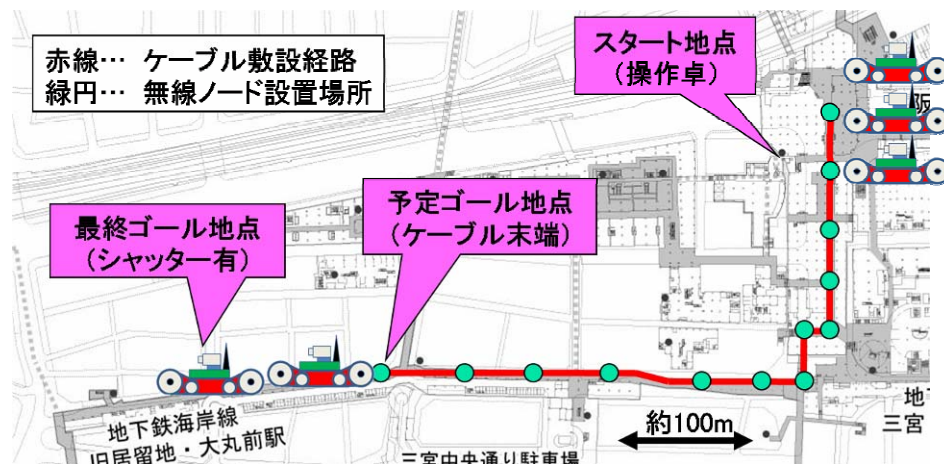 赤線… ケーブル敷設経路
緑円… 無線ノード設置場所
スタート地点
(操作卓)
阪
予定ゴール地点
(ケーブル末端)
最終ゴール地点
(シャッター有)
約100m
地下鉄海岸線
旧居留地・大丸前駅
三宮中央通り駐車場
地下
三宮